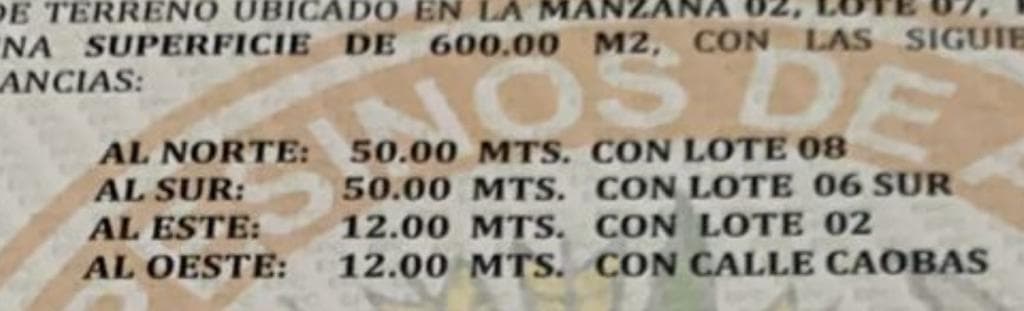 DE TERRENO UBICADO EN LA MANZANA 02, LOTE 07,
NA SUPERFICIE DE 600.00 M2, CON LAS SIGUIE
ANCIAS:
SINOS DE
AL NORTE: 50.00 MTS. CON LOTE 08
AL SUR: 50.00 MTS. CON LOTE 06 SUR
AL ESTE: 12.00 MTS. CON LOTE 02
AL OESTE: 12.00 MTS. CON CALLE CAOBAS